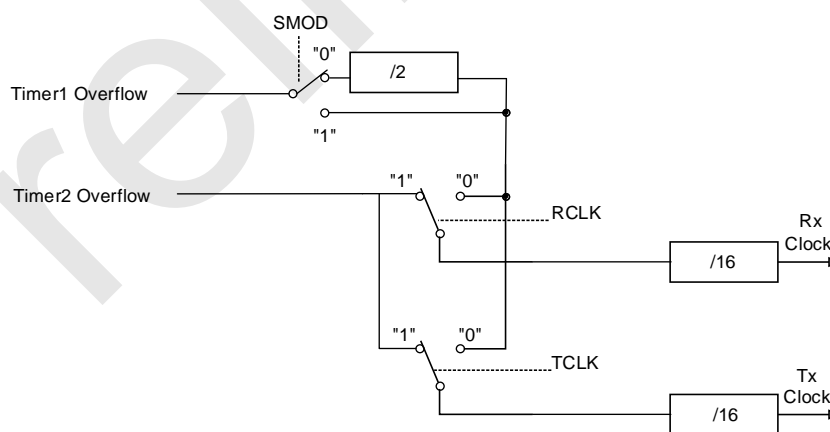 SMOD
"0"
/2
Timer1 Overflow
"1"
Timer2 Overflow
"1"
"0"
RCLK
Rx
Clock
/16
"1"
"0"
TCLK
Tx
Clock
/16